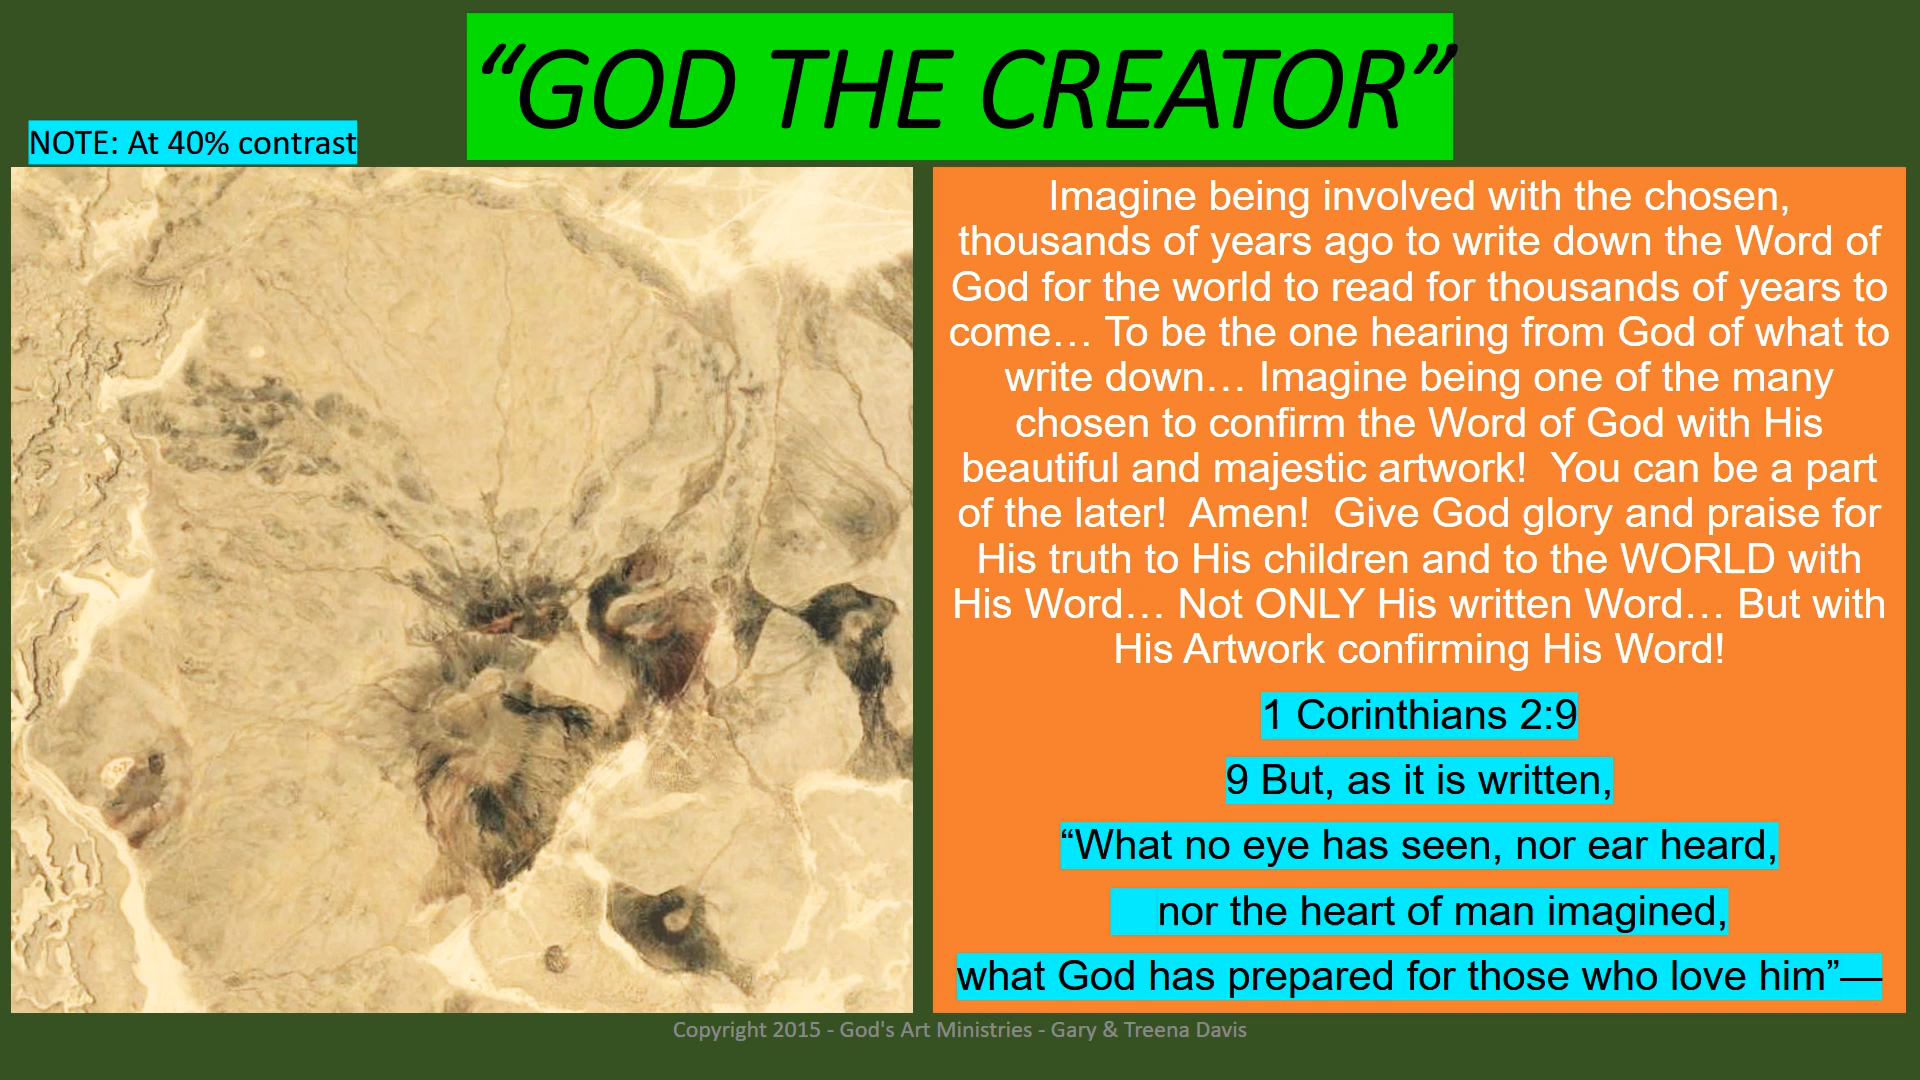 “GOD THE CREATOR”
NOTE: At 40% contrast
Imagine being involved with the chosen,
thousands of years ago to write down the Word of
God for the world to read for thousands of years to
come… To be the one hearing from God of what to
write down… Imagine being one of the many
chosen to confirm the Word of God with His
beautiful and majestic artwork!  You can be a part
of the later!  Amen!  Give God glory and praise for
His truth to His children and to the WORLD with
His Word… Not ONLY His written Word… But with
His Artwork confirming His Word!
1 Corinthians 2:9
9 But, as it is written,
“What no eye has seen, nor ear heard,
nor the heart of man imagined,
what God has prepared for those who love him”—
Copyright 2015 - God's Art Ministries - Gary & Treena Davis